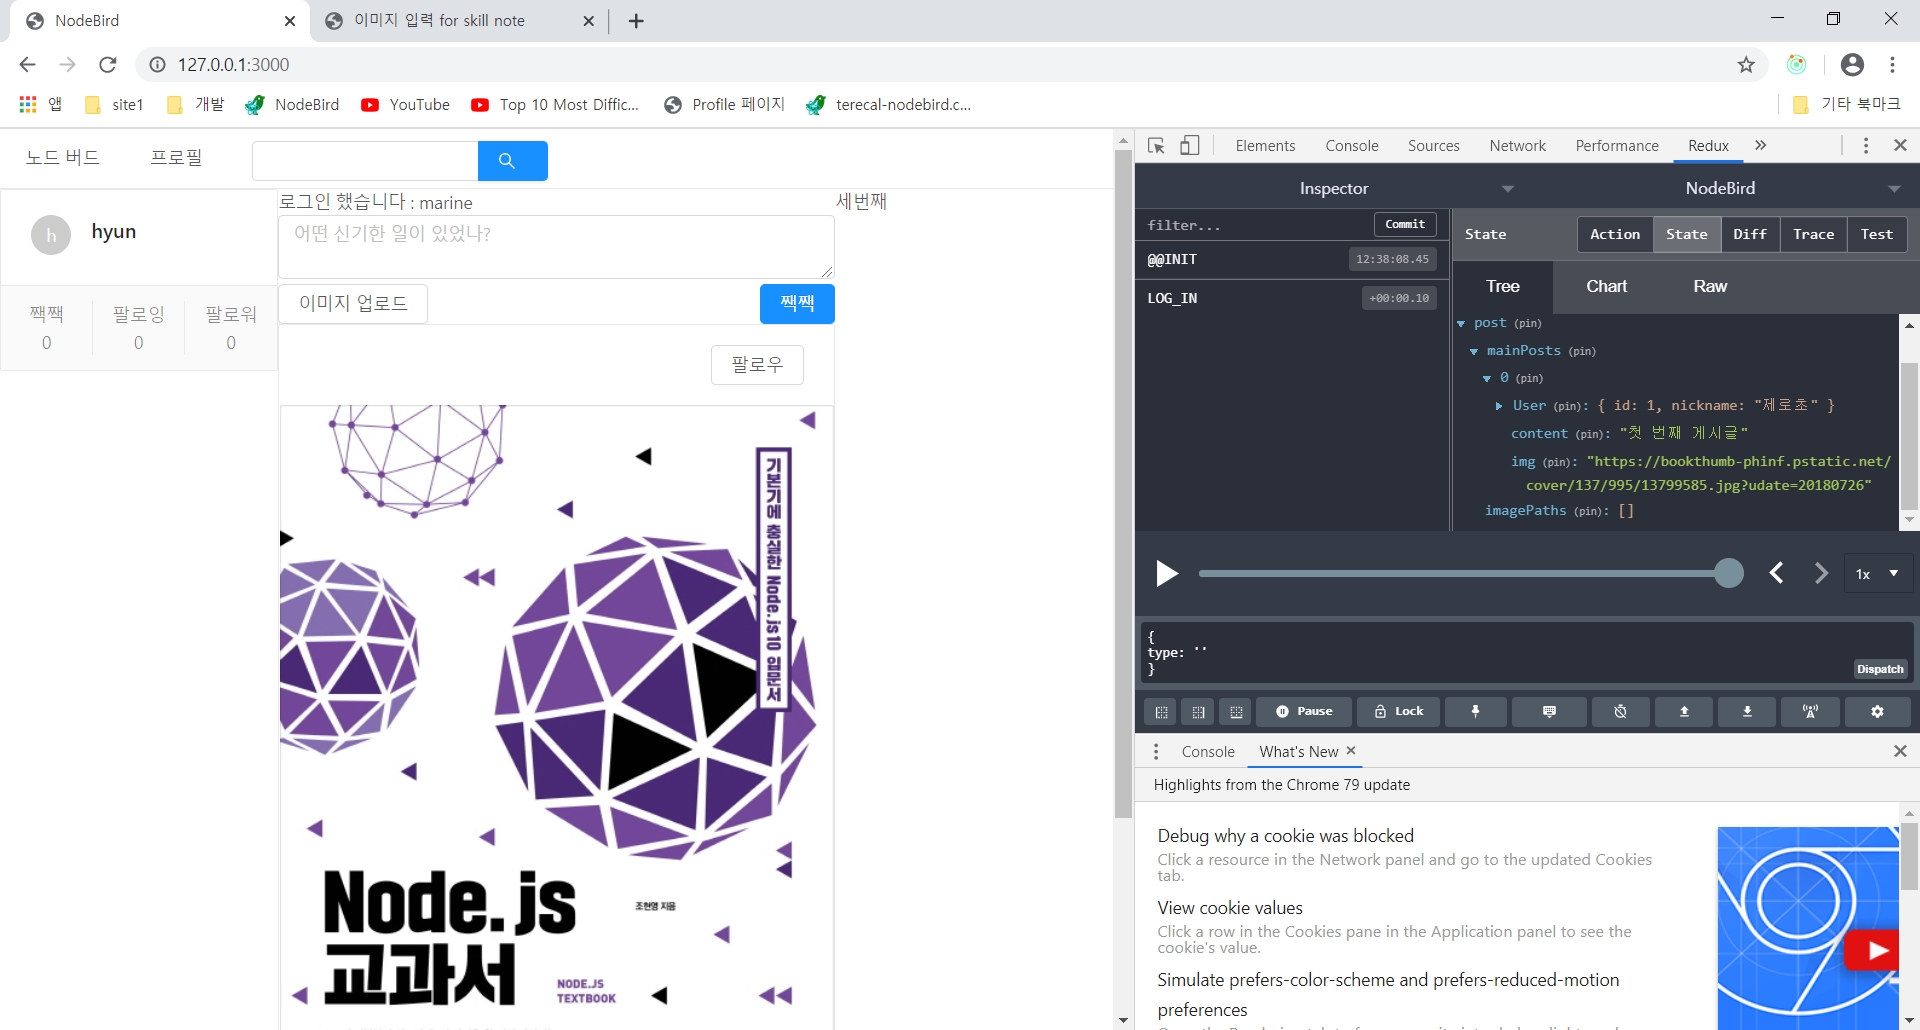 NodeBird
이미지 입력 for skill note
127.0.0.1:3000
앱
site1
개발
NodeBird
YouTube
Top 10 Most Diffic...
Profile 페이지
terecal-nodebird.c...
기타 북마크
노드 버드
프로필
h
hyun
짹짹
0
팔로잉
0
팔로워
0
로그인 했습니다 : marine
어떤 신기한 일이 있었나?
이미지 업로드
짹짹
팔로우
세번째
기본기에 충실한 Node.js 10 입문서
Node.js
교과서
조현영 지음
NODE.JS
TEXTBOOK
Elements
Console
Sources
Network
Performance
Redux
Inspector
NodeBird
filter...
Commit
@@INIT
12:38:08.45
LOG_IN
+00:00.10
State
Action
State
Diff
Trace
Test
Tree
Chart
Raw
post (pin)
mainPosts (pin)
0 (pin)
User (pin): { id: 1, nickname: "제로초" }
content (pin): "첫 번째 게시글"
img (pin): "https://bookthumb-phinf.pstatic.net/
cover/137/995/13799585.jpg?udate=20180726"
imagePaths (pin): []
1x
{
type: ''
}
Dispatch
Pause
Lock
Console
What's New
Highlights from the Chrome 79 update
Debug why a cookie was blocked
Click a resource in the Network panel and go to the updated Cookies
tab.
View cookie values
Click a row in the Cookies pane in the Application panel to see the
cookie's value.
Simulate prefers-color-scheme and prefers-reduced-motion
preferences